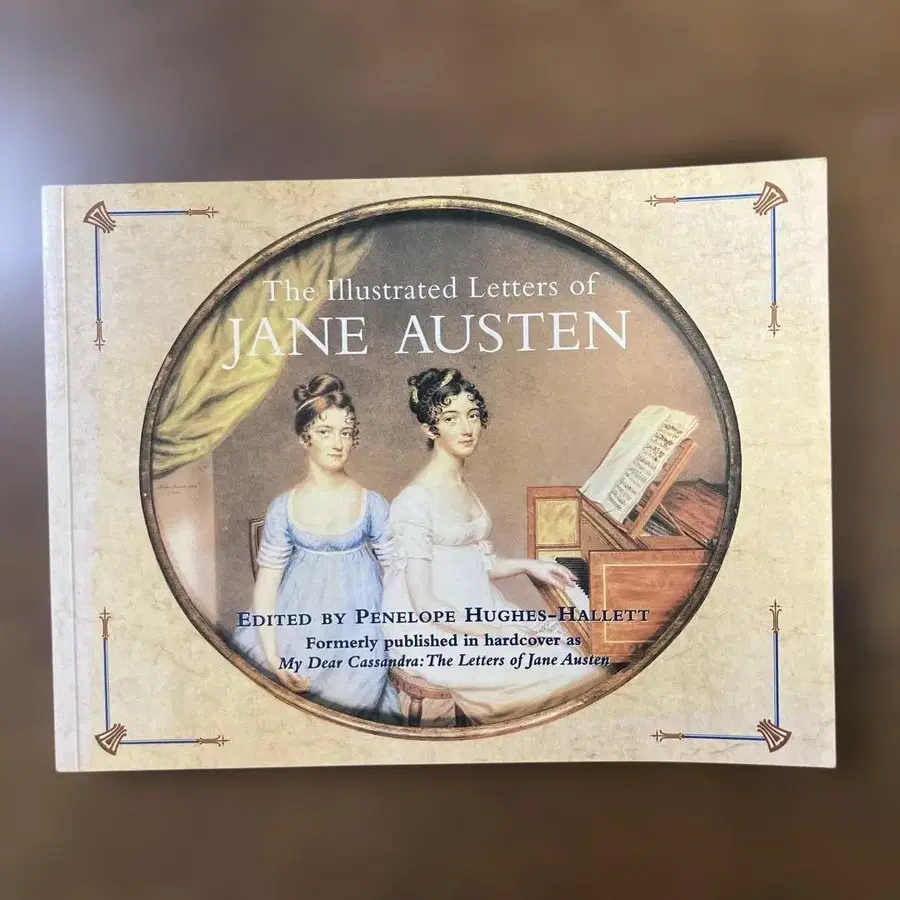 The Illustrated Letters of
JANE AUSTEN
EDITED BY PENELOPE HUGHES-HALLETT
Formerly published in hardcover as
My Dear Cassandra: The Letters of Jane Austen